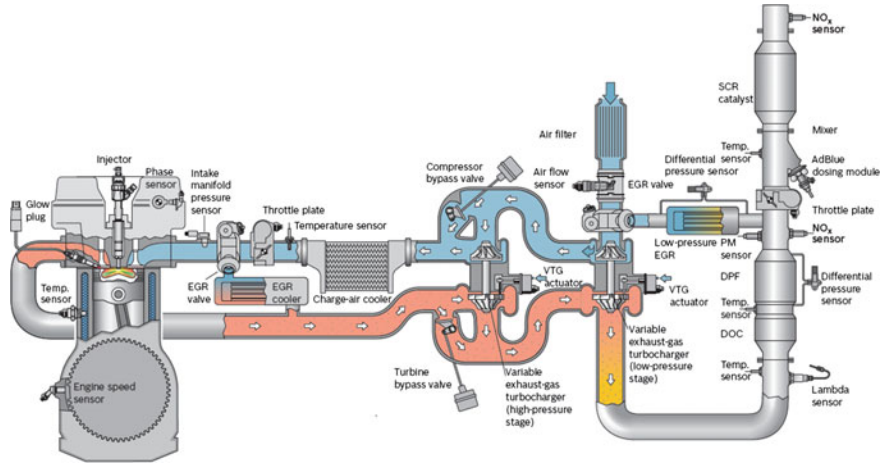 Injector
Phase
sensor
Intake
manifold
pressure
sensor
Glow
plug
Throttle plate
Temperature sensor
Temp.
sensor
EGR
valve
EGR
cooler
Charge-air cooler
Engine speed
sensor
Compressor
bypass valve
Turbine
bypass valve
VTG
actuator
Variable
exhaust-gas
turbocharger
(high-pressure
stage)
Air filter
Air flow
sensor
EGR valve
Differential
pressure sensor
Low-pressure
EGR
PM
sensor
VTG
actuator
Variable
exhaust-gas
turbocharger
(low-pressure
stage)
NOx
sensor
SCR
catalyst
Mixer
Temp.
sensor
AdBlue
dosing module
Throttle plate
NOx
sensor
DPF
Differential
pressure
sensor
Temp.
sensor
DOC
Temp.
sensor
Lambda
sensor